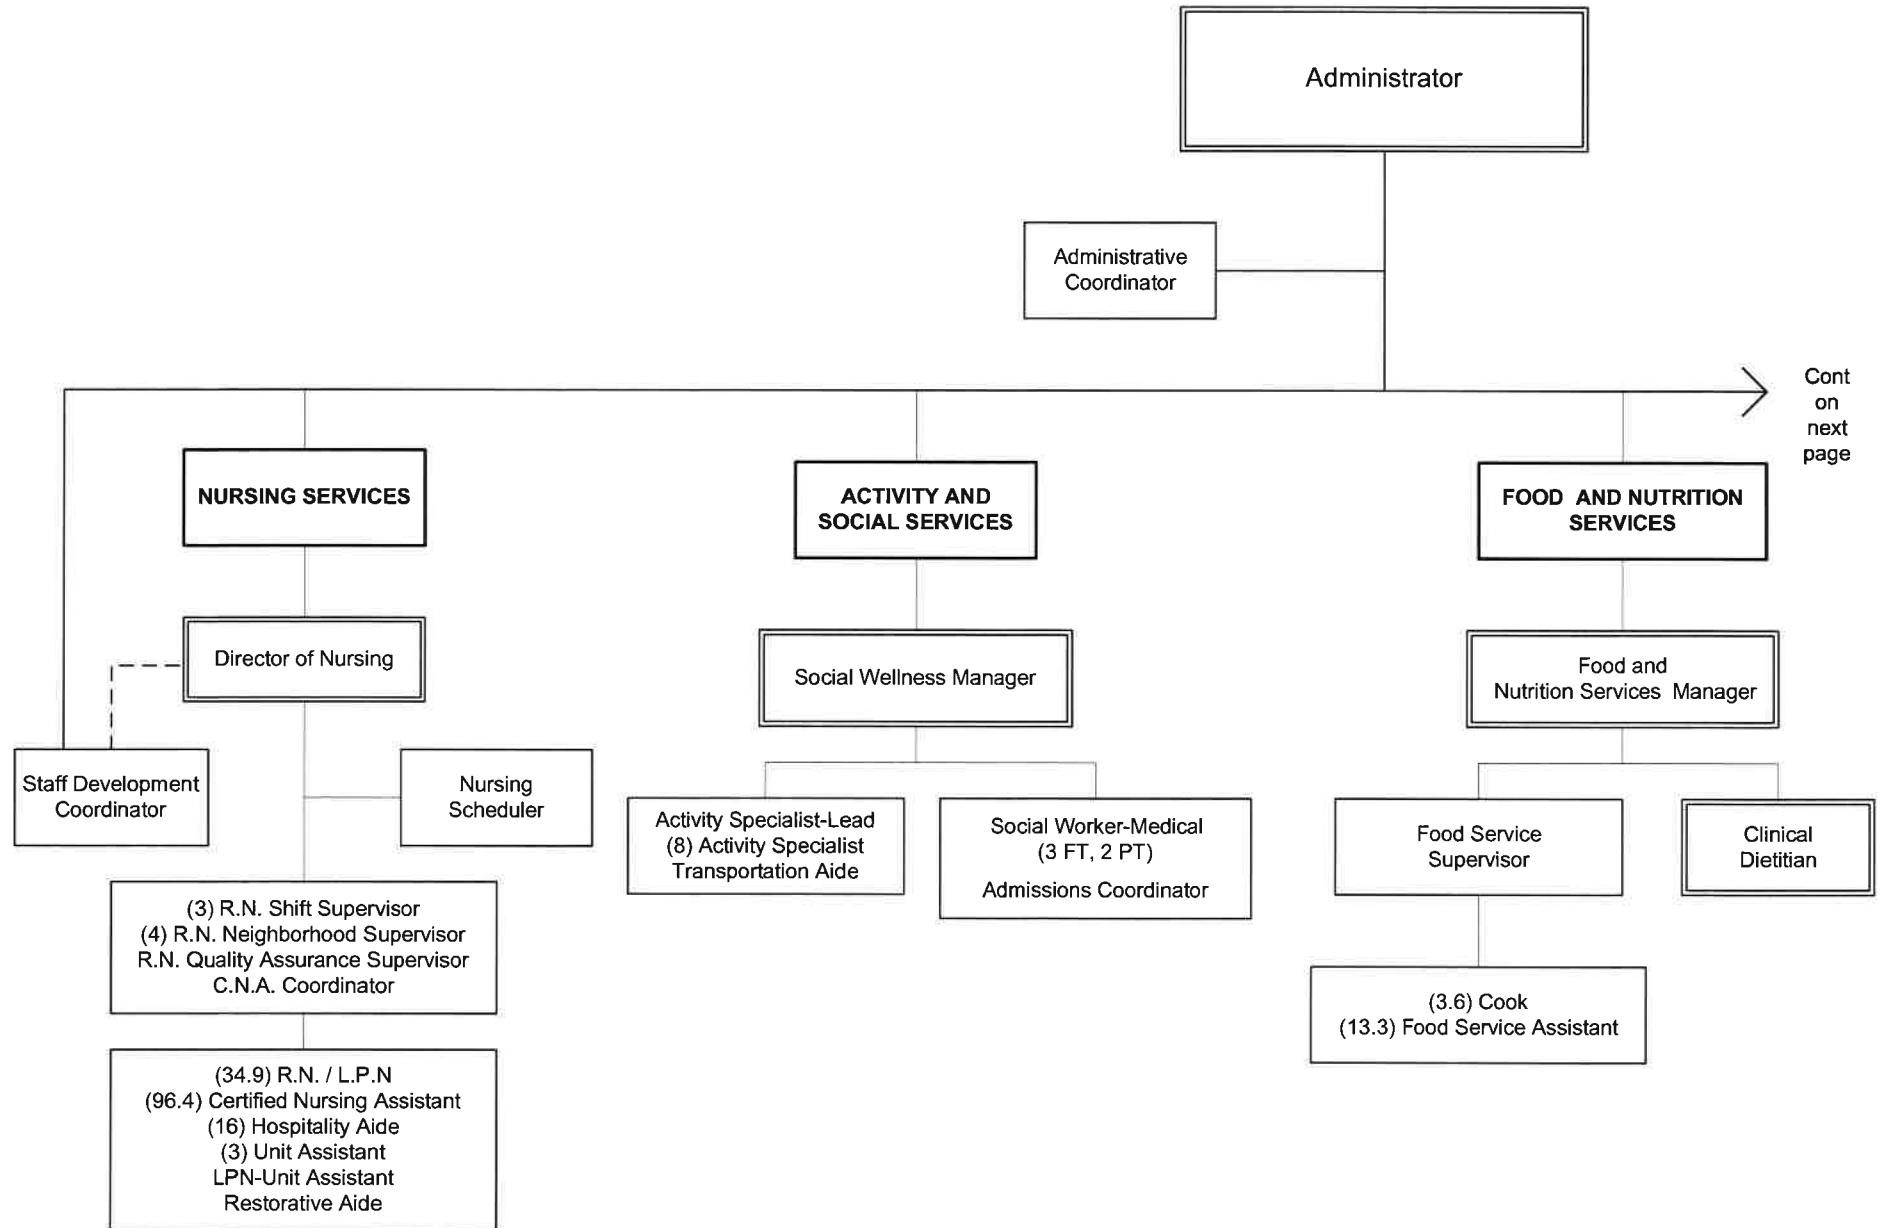 Administrator
Administrative
Coordinator
Cont
on
next
page
NURSING SERVICES
ACTIVITY AND
SOCIAL SERVICES
FOOD AND NUTRITION
SERVICES
Director of Nursing
Social Wellness Manager
Food and
Nutrition Services Manager
Staff Development
Coordinator
Nursing
Scheduler
Activity Specialist-Lead
(8) Activity Specialist
Transportation Aide
Social Worker-Medical
(3 FT, 2 PT)
Admissions Coordinator
Food Service
Supervisor
Clinical
Dietitian
(3) R.N. Shift Supervisor
(4) R.N. Neighborhood Supervisor
R.N. Quality Assurance Supervisor
C.N.A. Coordinator
(3.6) Cook
(13.3) Food Service Assistant
(34.9) R.N. / L.P.N
(96.4) Certified Nursing Assistant
(16) Hospitality Aide
(3) Unit Assistant
LPN-Unit Assistant
Restorative Aide